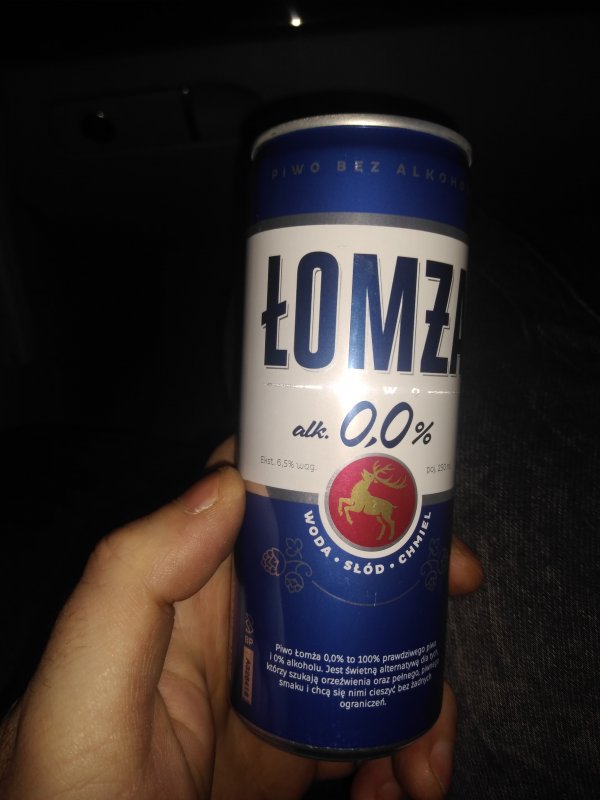 PIWO BEZ ALKOHO
ŁOMŻA
alk. 0,0%
Ekst. 6,5% wag.
poj. 250 ml
WODA • SŁÓD • CHMIEL
Piwo Łomża 0,0% to 100% prawdziwego piwa
i 0% alkoholu. Jest świetną alternatywą dla tych,
którzy szukają orzeźwienia oraz pełnego, piwnego
smaku i chcą się nimi cieszyć bez żadnych
ograniczeń.